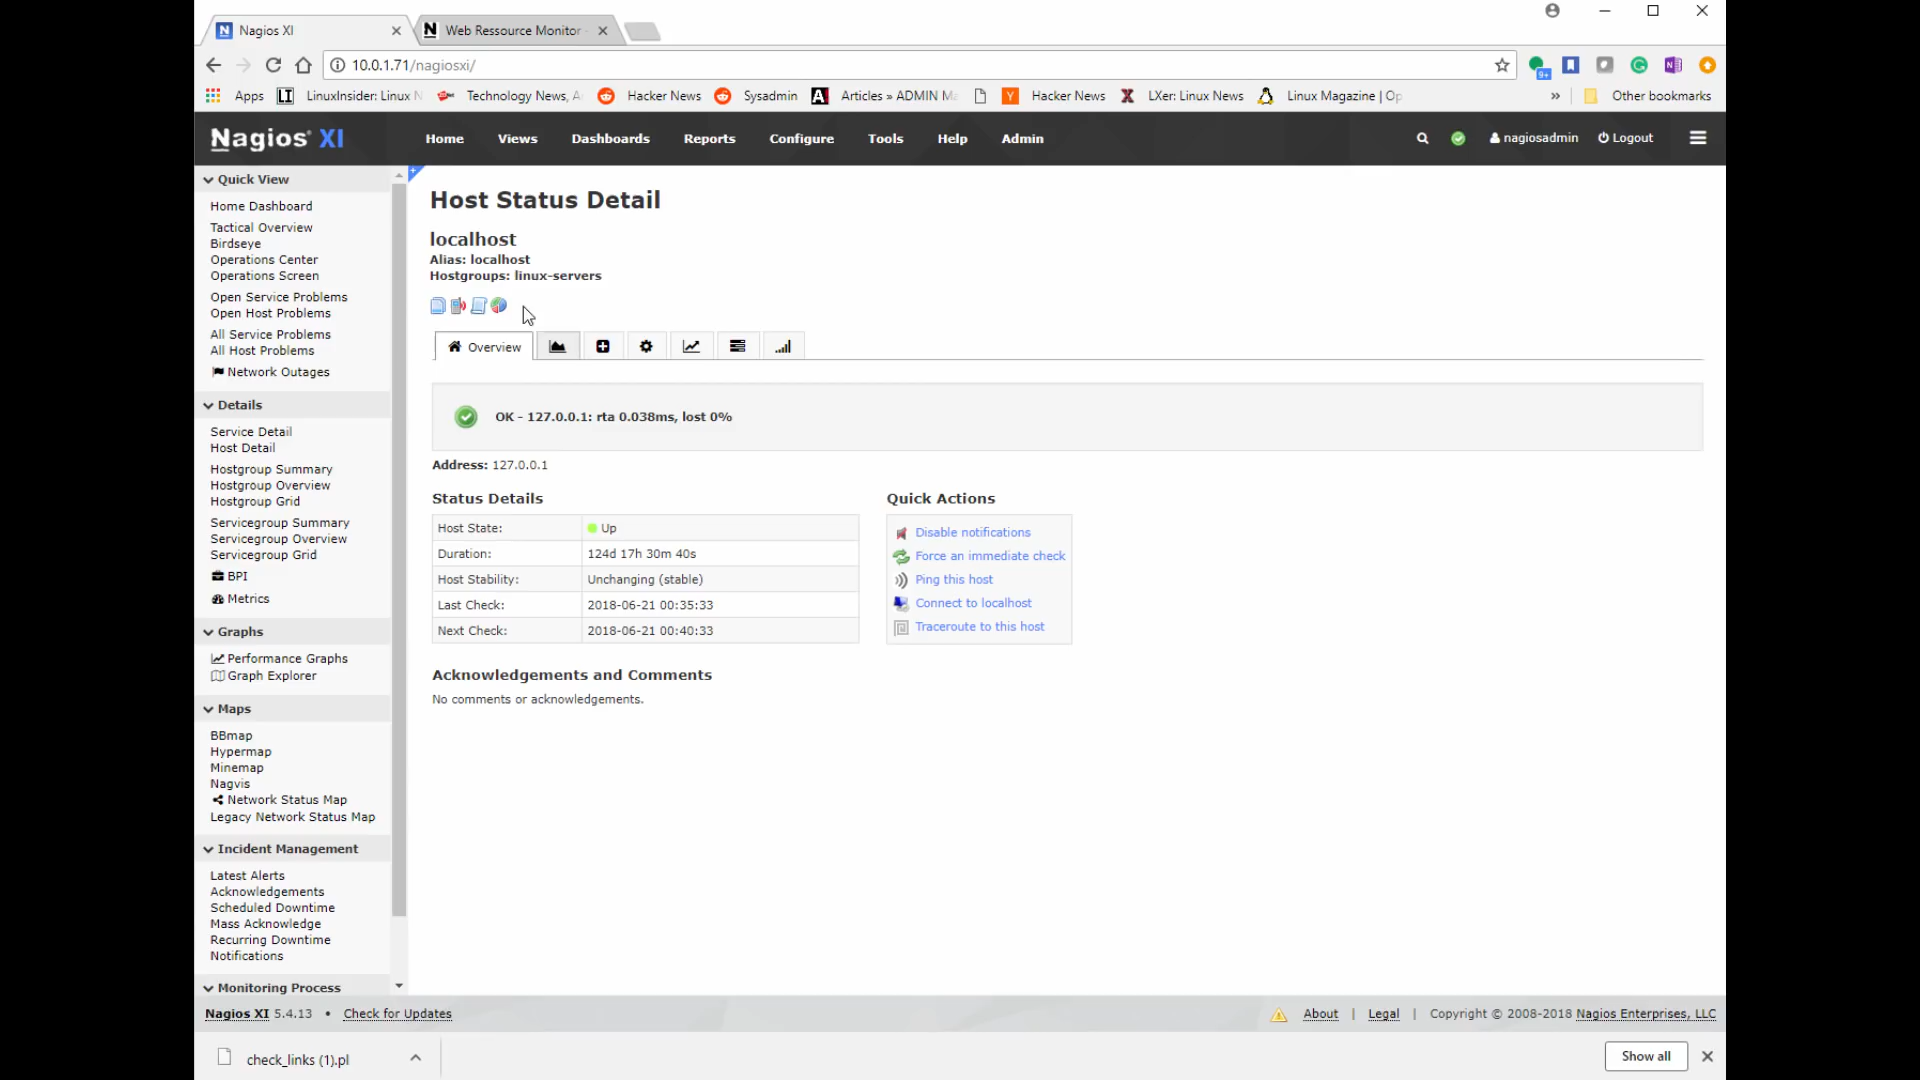 Nagios XI
Web Ressource Monitor
10.0.1.71/nagiosxi/
9+
Apps
LinuxInsider: Linux N
Technology News, A
Hacker News
Sysadmin
Articles » ADMIN Ma
Hacker News
LXer: Linux News
Linux Magazine | Op
»
Other bookmarks
Nagios® XI
Home
Views
Dashboards
Reports
Configure
Tools
Help
Admin
nagiosadmin
Logout
Quick View
Home Dashboard
Tactical Overview
Birdseye
Operations Center
Operations Screen
Open Service Problems
Open Host Problems
All Service Problems
All Host Problems
Network Outages
Details
Service Detail
Host Detail
Hostgroup Summary
Hostgroup Overview
Hostgroup Grid
Servicegroup Summary
Servicegroup Overview
Servicegroup Grid
BPI
Metrics
Graphs
Performance Graphs
Graph Explorer
Maps
BBmap
Hypermap
Minemap
Nagvis
Network Status Map
Legacy Network Status Map
Incident Management
Latest Alerts
Acknowledgements
Scheduled Downtime
Mass Acknowledge
Recurring Downtime
Notifications
Monitoring Process
Host Status Detail
localhost
Alias: localhost
Hostgroups: linux-servers
Overview
OK - 127.0.0.1: rta 0.038ms, lost 0%
Address: 127.0.0.1
Status Details
Host State: Up
Duration: 124d 17h 30m 40s
Host Stability: Unchanging (stable)
Last Check: 2018-06-21 00:35:33
Next Check: 2018-06-21 00:40:33
Quick Actions
Disable notifications
Force an immediate check
Ping this host
Connect to localhost
Traceroute to this host
Acknowledgements and Comments
No comments or acknowledgements.
Nagios XI 5.4.13 • Check for Updates
About | Legal | Copyright © 2008-2018 Nagios Enterprises, LLC
check_links (1).pl
Show all